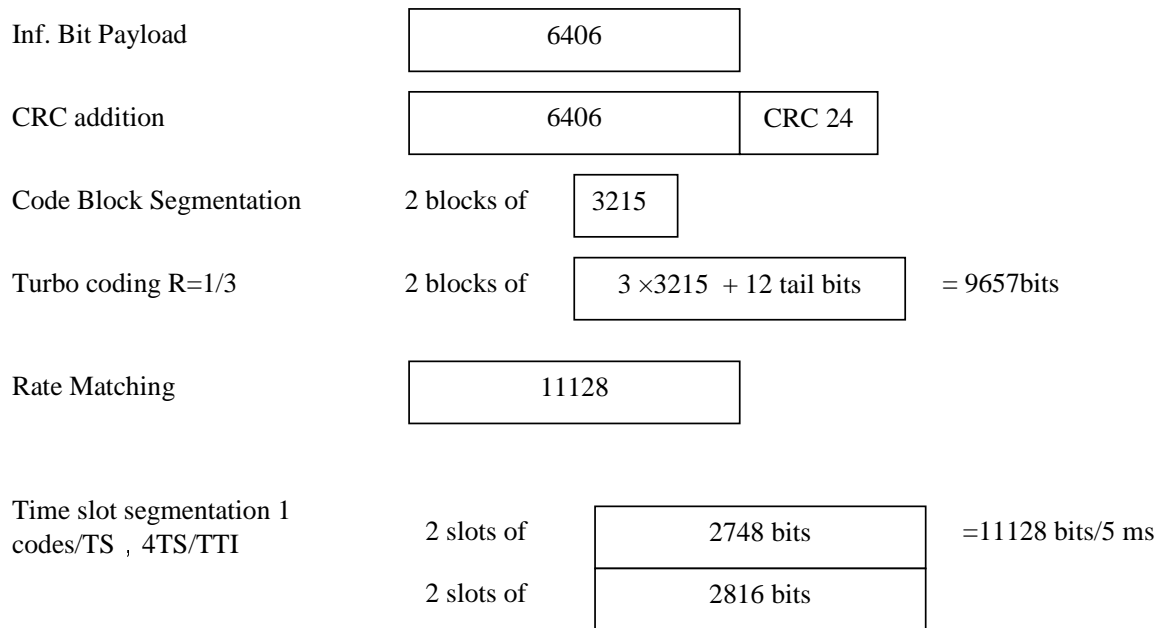 Inf. Bit Payload 6406
CRC addition 6406 CRC 24
Code Block Segmentation 2 blocks of 3215
Turbo coding R=1/3 2 blocks of 3 ×3215 + 12 tail bits = 9657bits
Rate Matching 11128
Time slot segmentation 1
codes/TS , 4TS/TTI 2 slots of 2748 bits =11128 bits/5 ms
2 slots of 2816 bits